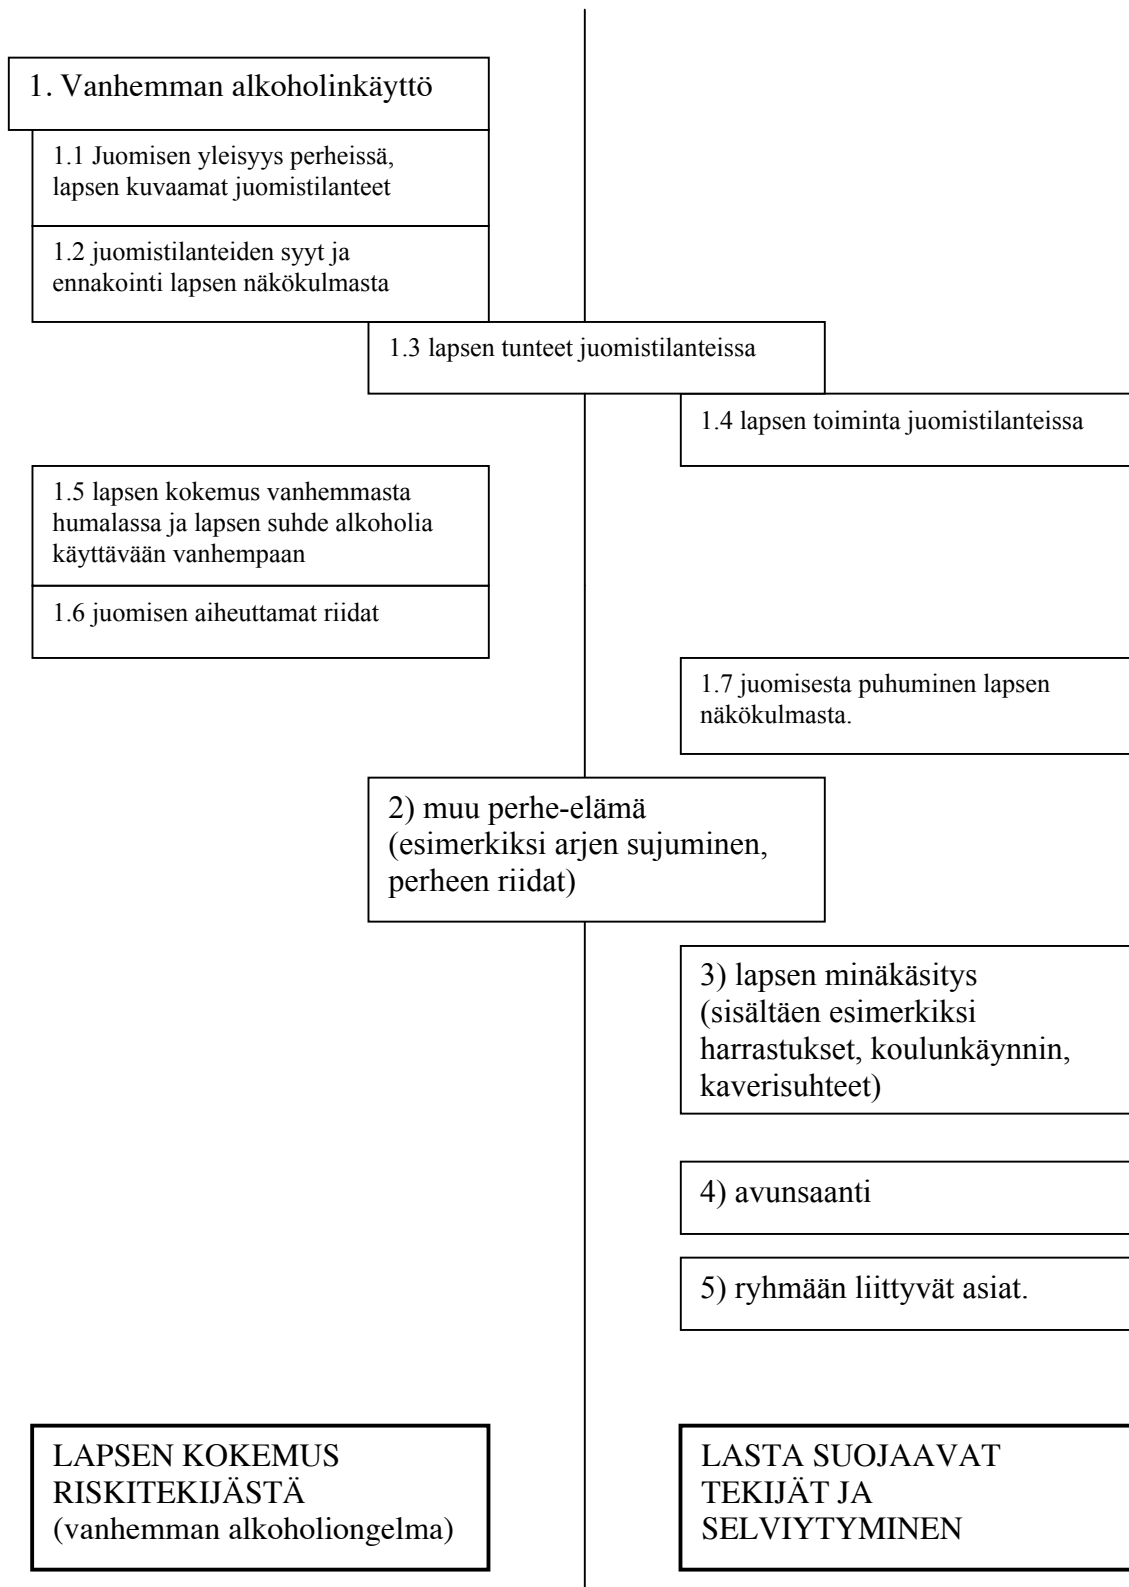 1. Vanhemman alkoholinkäyttö
1.1 Juomisen yleisyys perheissä,
lapsen kuvaamat juomistilanteet
1.2 juomistilanteiden syyt ja
ennakointi lapsen näkökulmasta
1.3 lapsen tunteet juomistilanteissa
1.4 lapsen toiminta juomistilanteissa
1.5 lapsen kokemus vanhemmasta
humalassa ja lapsen suhde alkoholia
käyttävään vanhempaan
1.6 juomisen aiheuttamat riidat
1.7 juomisesta puhuminen lapsen
näkökulmasta.
2) muu perhe-elämä
(esimerkiksi arjen sujuminen,
perheen riidat)
3) lapsen minäkäsitys
(sisältäen esimerkiksi
harrastukset, koulunkäynnin,
kaverisuhteet)
4) avunsaanti
5) ryhmään liittyvät asiat.
LAPSEN KOKEMUS
RISKITEKIJÄSTÄ
(vanhemman alkoholiongelma)
LASTA SUOJAAVAT
TEKIJÄT JA
SELVIYTYMINEN